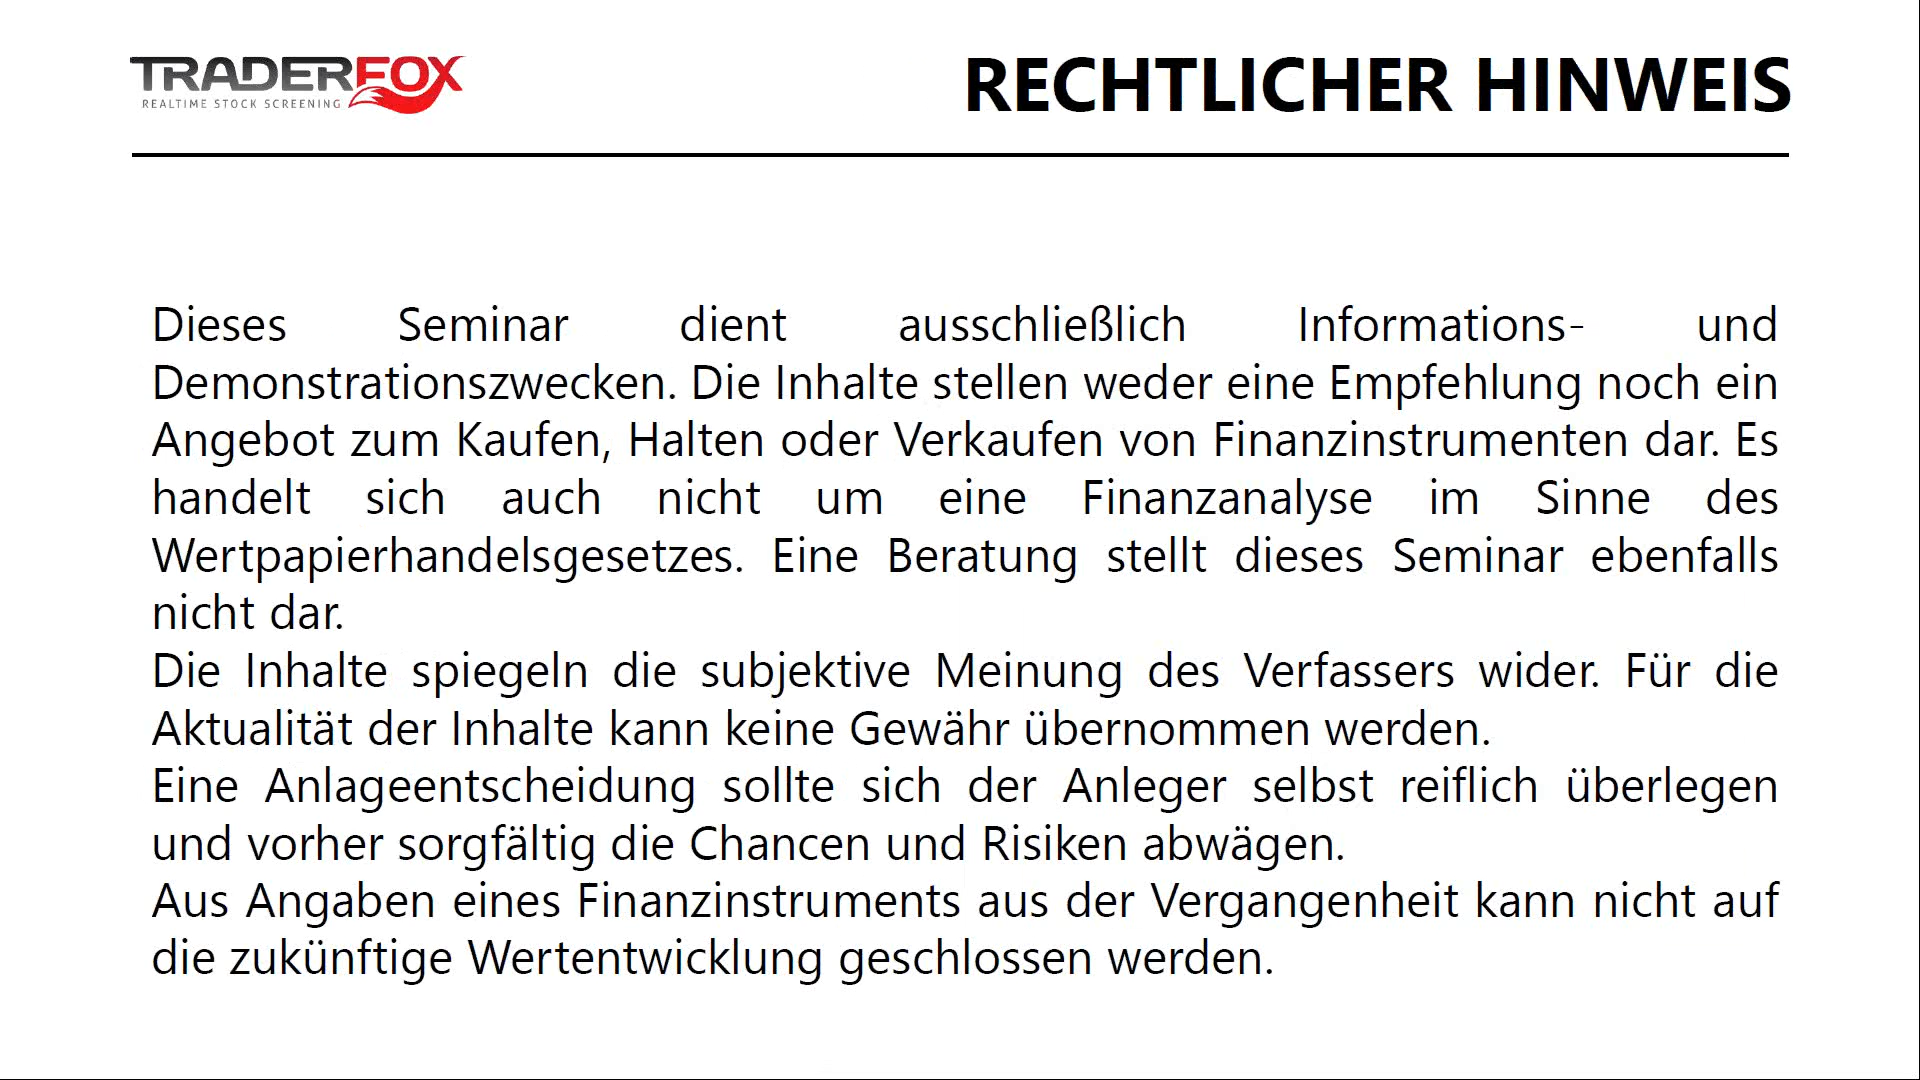 TRADERFOX
REALTIME STOCK SCREENING
RECHTLICHER HINWEIS
Dieses Seminar dient ausschließlich Informations- und
Demonstrationszwecken. Die Inhalte stellen weder eine Empfehlung noch ein
Angebot zum Kaufen, Halten oder Verkaufen von Finanzinstrumenten dar. Es
handelt sich auch nicht um eine Finanzanalyse im Sinne des
Wertpapierhandelsgesetzes. Eine Beratung stellt dieses Seminar ebenfalls
nicht dar.
Die Inhalte spiegeln die subjektive Meinung des Verfassers wider. Für die
Aktualität der Inhalte kann keine Gewähr übernommen werden.
Eine Anlageentscheidung sollte sich der Anleger selbst reiflich überlegen
und vorher sorgfältig die Chancen und Risiken abwägen.
Aus Angaben eines Finanzinstruments aus der Vergangenheit kann nicht auf
die zukünftige Wertentwicklung geschlossen werden.